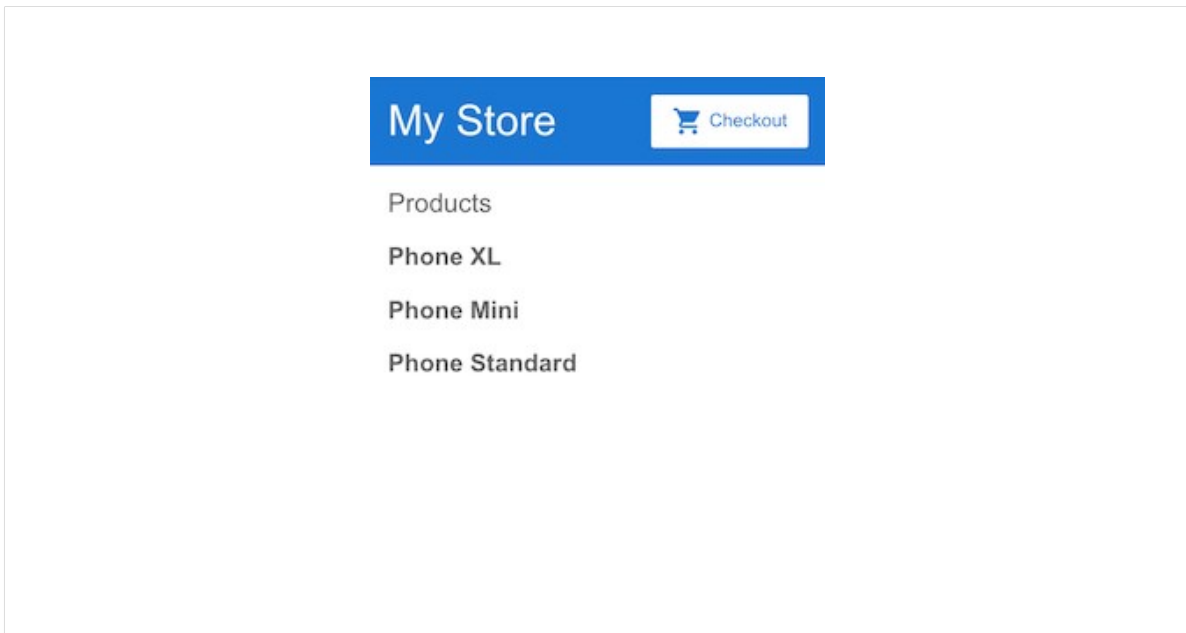 My Store
Checkout
Products
Phone XL
Phone Mini
Phone Standard